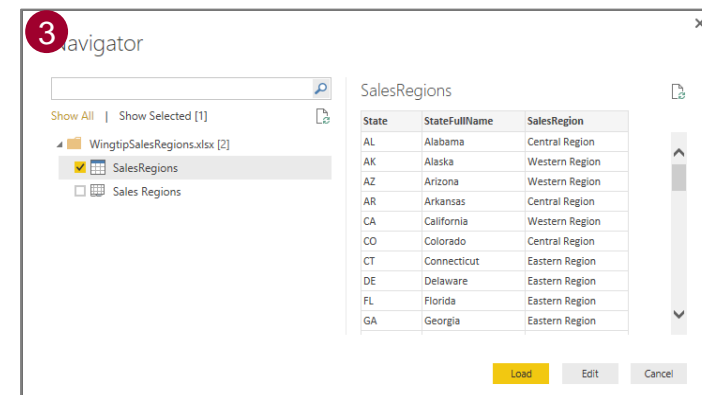 3
Navigator
×
SalesRegions
Show All | Show Selected [1]
WingtipSalesRegions.xlsx [2]
SalesRegions
Sales Regions
State StateFullName SalesRegion
AL Alabama Central Region
AK Alaska Western Region
AZ Arizona Western Region
AR Arkansas Central Region
CA California Western Region
CO Colorado Central Region
CT Connecticut Eastern Region
DE Delaware Eastern Region
FL Florida Eastern Region
GA Georgia Eastern Region
Load Edit Cancel